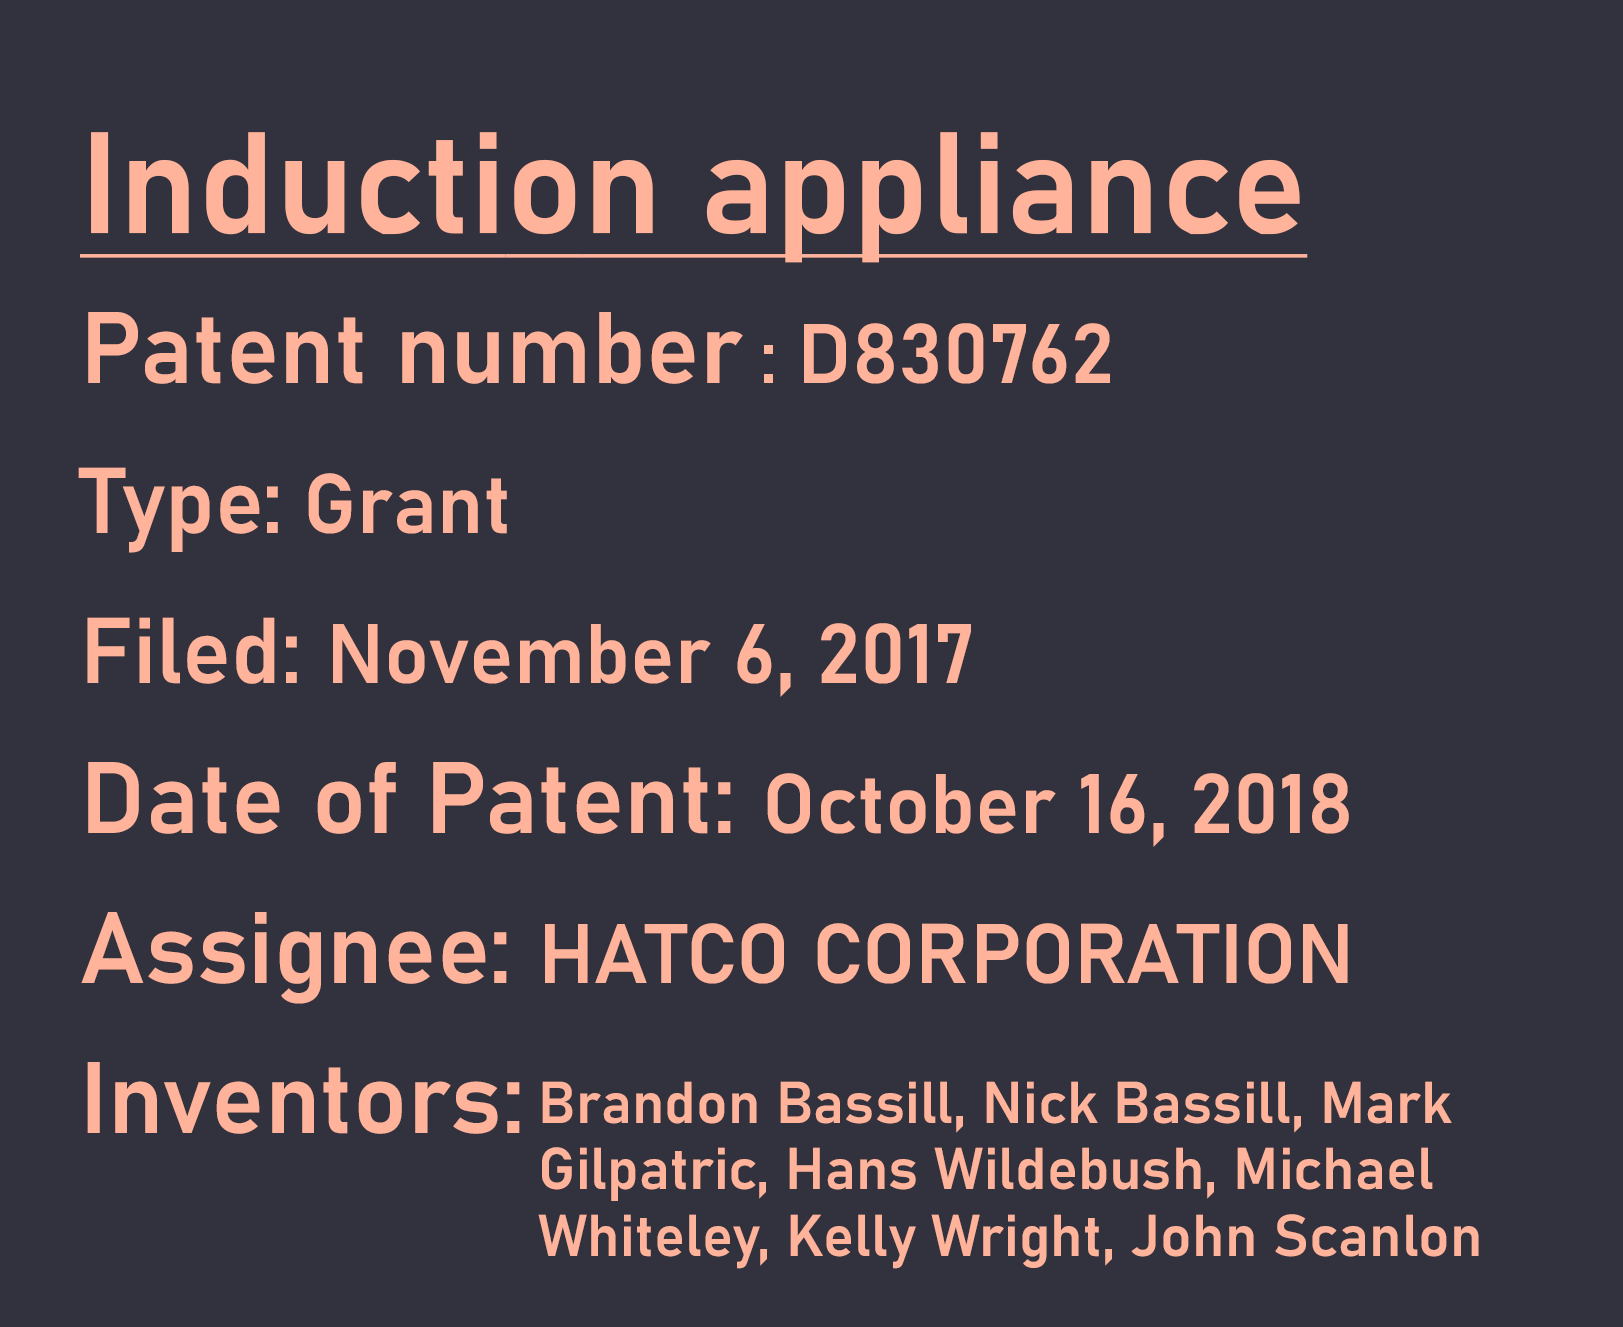 Induction appliance
Patent number : D830762
Type: Grant
Filed: November 6, 2017
Date of Patent: October 16, 2018
Assignee: HATCO CORPORATION
Inventors: Brandon Bassill, Nick Bassill, Mark
Gilpatric, Hans Wildebush, Michael
Whiteley, Kelly Wright, John Scanlon